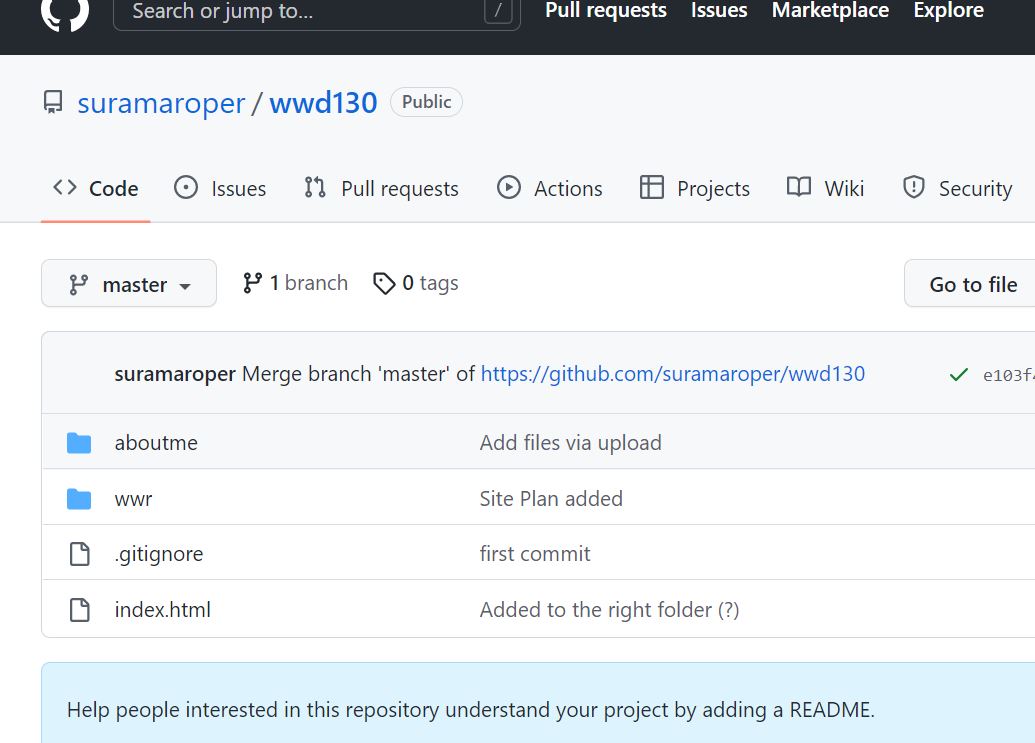 Search or jump to... / Pull requests Issues Marketplace Explore
suramaroper / wwd130 Public
Code Issues Pull requests Actions Projects Wiki Security
master 1 branch 0 tags Go to file
suramaroper Merge branch 'master' of https://github.com/suramaroper/wwd130
aboutme Add files via upload
wwr Site Plan added
.gitignore first commit
index.html Added to the right folder (?)
Help people interested in this repository understand your project by adding a README.